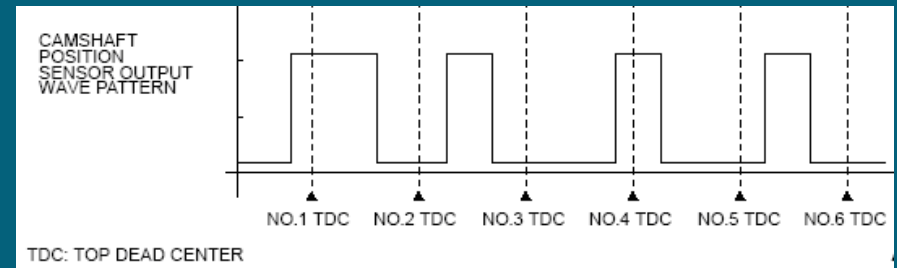 CAMSHAFT
POSITION
SENSOR OUTPUT
WAVE PATTERN
NO.1 TDC NO.2 TDC NO.3 TDC NO.4 TDC NO.5 TDC NO.6 TDC
TDC: TOP DEAD CENTER